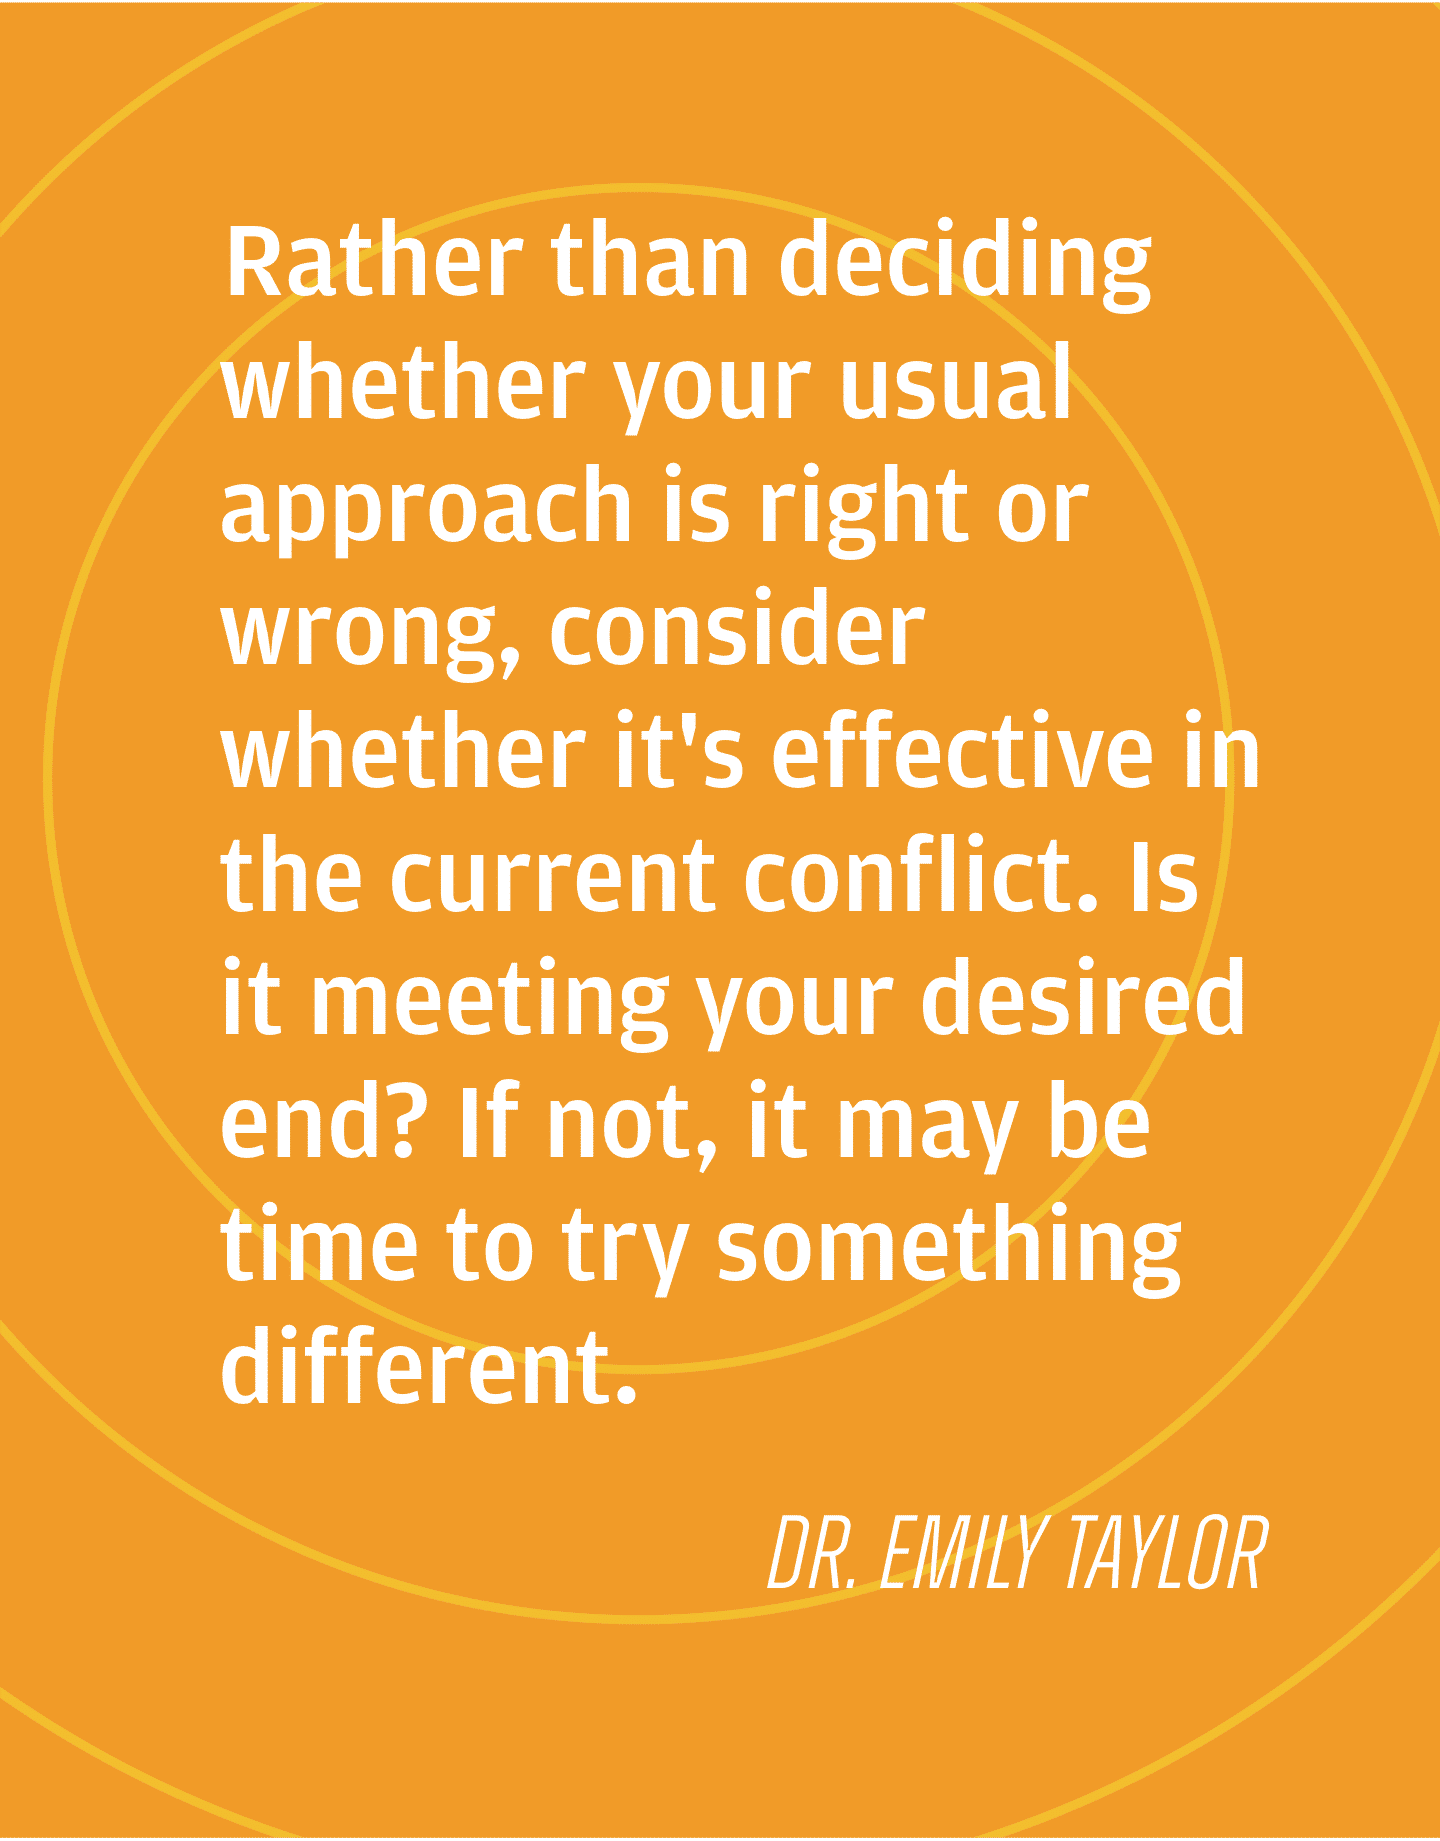 Rather than deciding
whether your usual
approach is right or
wrong, consider
whether it's effective in
the current conflict. Is
it meeting your desired
end? If not, it may be
time to try something
different.
DR. EMILY TAYLOR